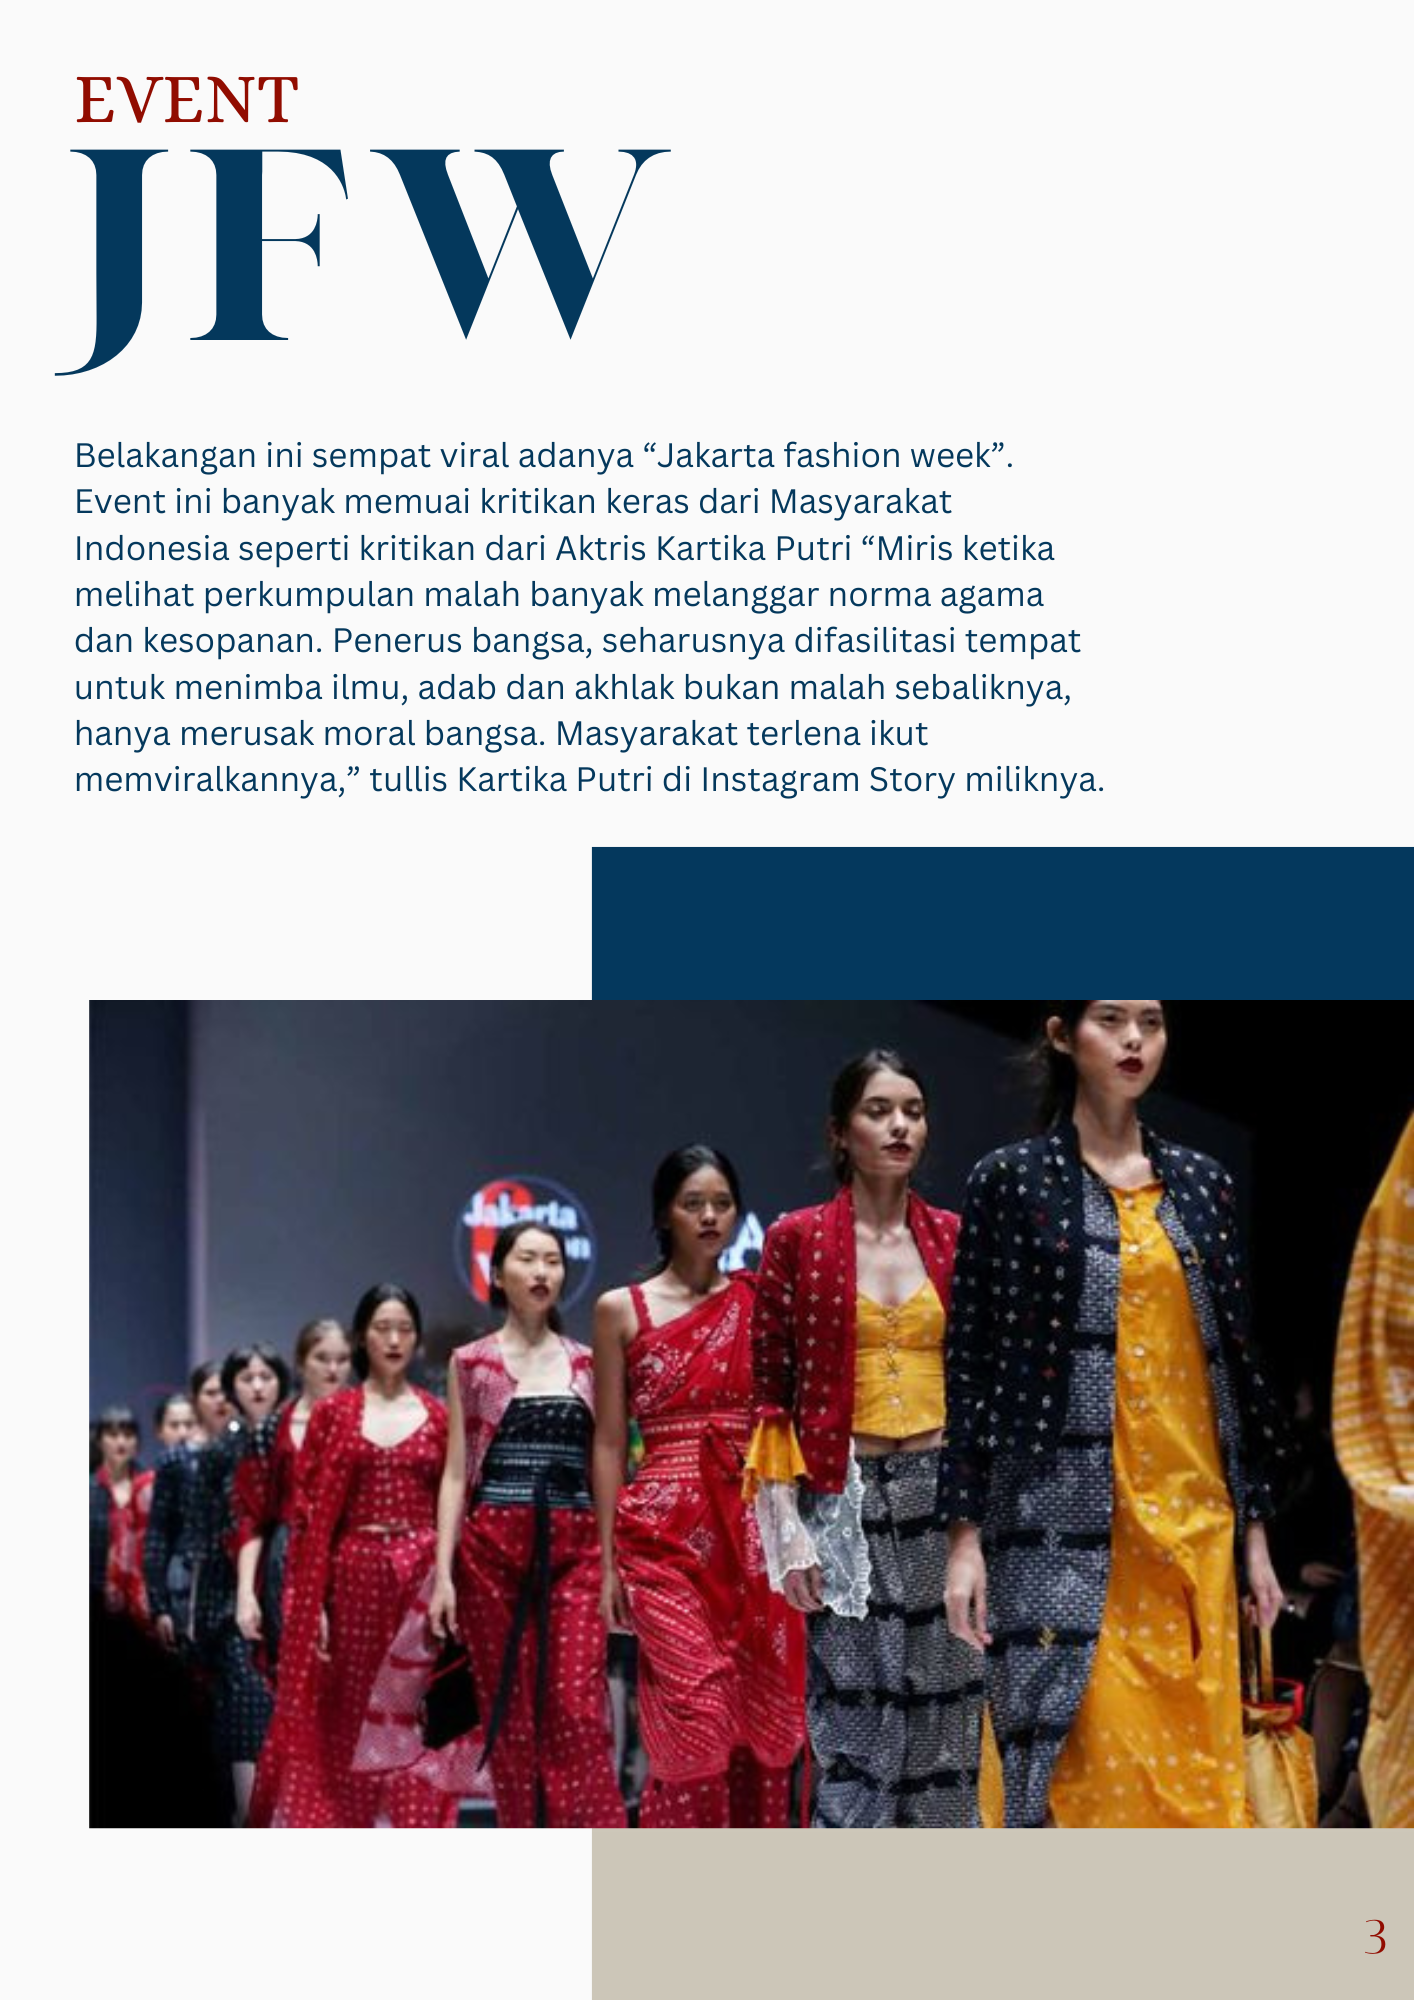 EVENT
JFW
Belakangan ini sempat viral adanya “Jakarta fashion week”.
Event ini banyak memuai kritikan keras dari Masyarakat
Indonesia seperti kritikan dari Aktris Kartika Putri “Miris ketika
melihat perkumpulan malah banyak melanggar norma agama
dan kesopanan. Penerus bangsa, seharusnya difasilitasi tempat
untuk menimba ilmu, adab dan akhlak bukan malah sebaliknya,
hanya merusak moral bangsa. Masyarakat terlena ikut
memviralkannya,” tullis Kartika Putri di Instagram Story miliknya.
Jakarta
3